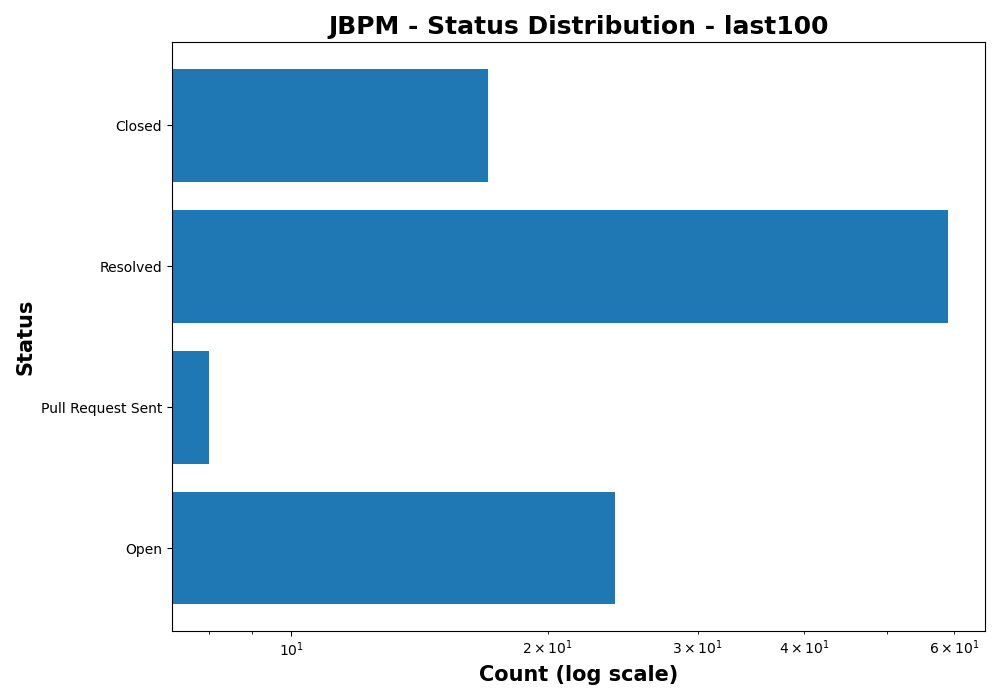 JBPM - Status Distribution - last100
Closed
Resolved
Status
Pull Request Sent
Open
10¹
2 × 10¹
3 × 10¹
4 × 10¹
6 × 10¹
Count (log scale)